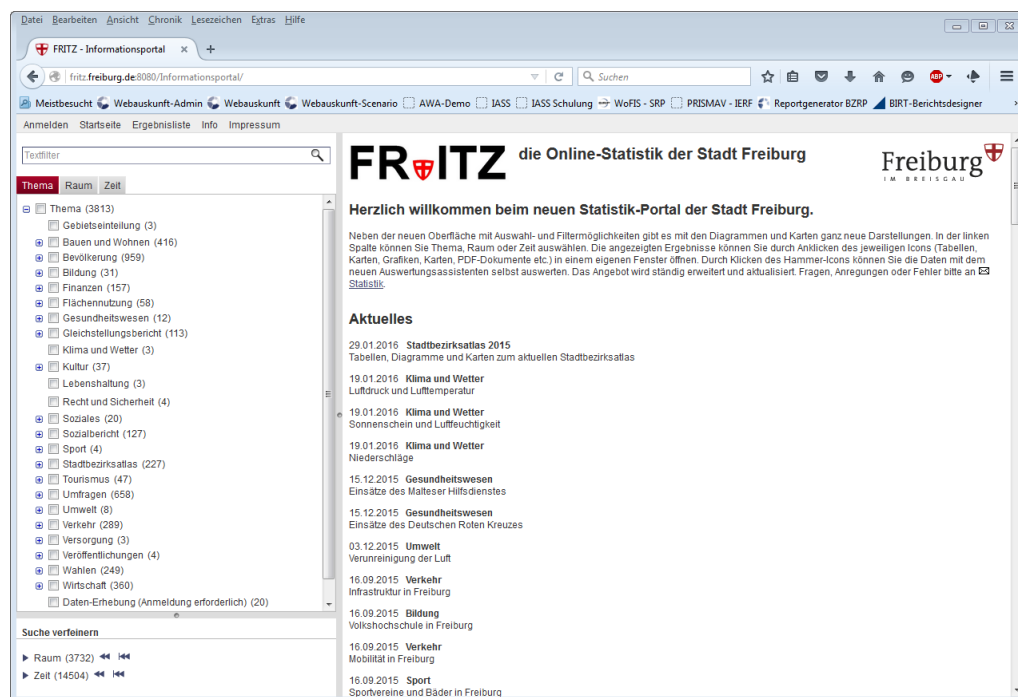 Datei Bearbeiten Ansicht Chronik Lesezeichen Extras Hilfe
FRITZ - Informationsportal
fritz.freiburg.de:8080/Informationsportal/
Suchen
ABP
Meistbesucht Webauskunft-Admin Webauskunft Webauskunft-Scenario AWA-Demo IASS IASS Schulung WoFIS - SRP PRISMAV - IERF Reportgenerator BZRP BIRT-Berichtsdesigner
Anmelden Startseite Ergebnisliste Info Impressum
Textfilter
Thema Raum Zeit
Thema (3813)
Gebietseinteilung (3)
Bauen und Wohnen (416)
Bevölkerung (959)
Bildung (31)
Finanzen (157)
Flächennutzung (58)
Gesundheitswesen (12)
Gleichstellungsbericht (113)
Klima und Wetter (3)
Kultur (37)
Lebenshaltung (3)
Recht und Sicherheit (4)
Soziales (20)
Sozialbericht (127)
Sport (4)
Stadtbezirksatlas (227)
Tourismus (47)
Umfragen (658)
Umwelt (8)
Verkehr (289)
Versorgung (3)
Veröffentlichungen (4)
Wahlen (249)
Wirtschaft (360)
Daten-Erhebung (Anmeldung erforderlich) (20)
Suche verfeinern
Raum (3732)
Zeit (14504)
FR ITZ die Online-Statistik der Stadt Freiburg
Freiburg
IM BREISGAU
Herzlich willkommen beim neuen Statistik-Portal der Stadt Freiburg.
Neben der neuen Oberfläche mit Auswahl- und Filtermöglichkeiten gibt es mit den Diagrammen und Karten ganz neue Darstellungen. In der linken
Spalte können Sie Thema, Raum oder Zeit auswählen. Die angezeigten Ergebnisse können Sie durch Anklicken des jeweiligen Icons (Tabellen,
Karten, Grafiken, Karten, PDF-Dokumente etc.) in einem eigenen Fenster öffnen. Durch Klicken des Hammer-Icons können Sie die Daten mit dem
neuen Auswertungsassistenten selbst auswerten. Das Angebot wird ständig erweitert und aktualisiert. Fragen, Anregungen oder Fehler bitte an
Statistik.
Aktuelles
29.01.2016 Stadtbezirksatlas 2015
Tabellen, Diagramme und Karten zum aktuellen Stadtbezirksatlas
19.01.2016 Klima und Wetter
Luftdruck und Lufttemperatur
19.01.2016 Klima und Wetter
Sonnenschein und Luftfeuchtigkeit
19.01.2016 Klima und Wetter
Niederschläge
15.12.2015 Gesundheitswesen
Einsätze des Malteser Hilfsdienstes
15.12.2015 Gesundheitswesen
Einsätze des Deutschen Roten Kreuzes
03.12.2015 Umwelt
Verunreinigung der Luft
16.09.2015 Verkehr
Infrastruktur in Freiburg
16.09.2015 Bildung
Volkshochschule in Freiburg
16.09.2015 Verkehr
Mobilität in Freiburg
16.09.2015 Sport
Sportvereine und Bäder in Freiburg